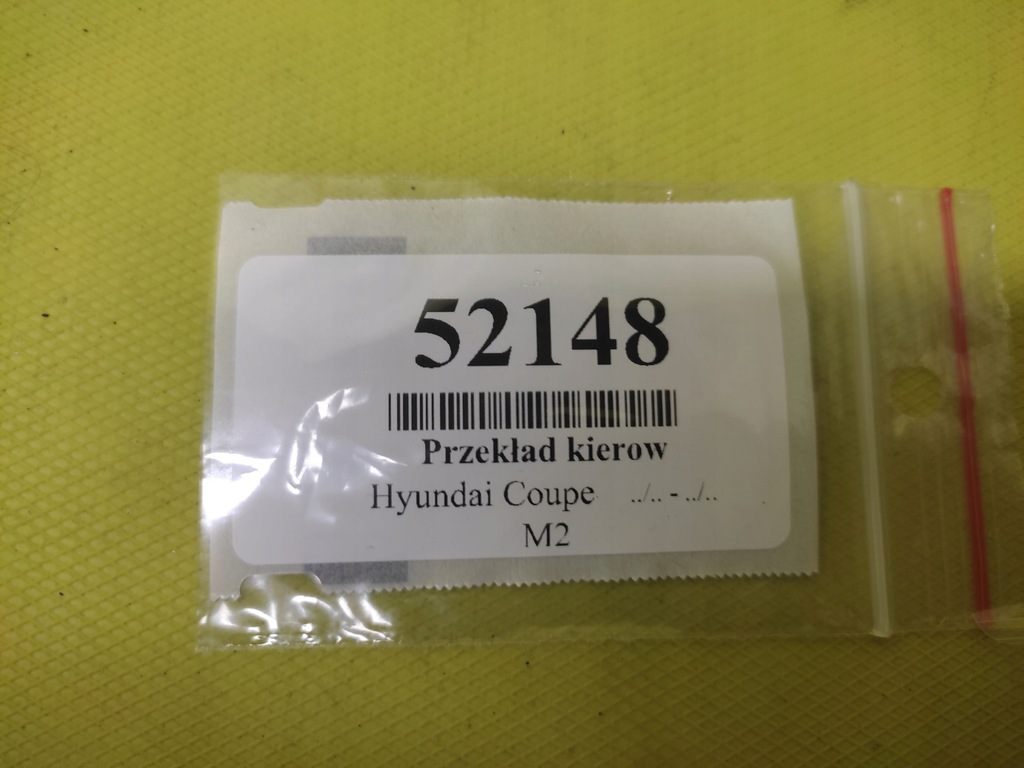 52148
Przekład kierow
Hyundai Coupe ../.. - ../..
M2